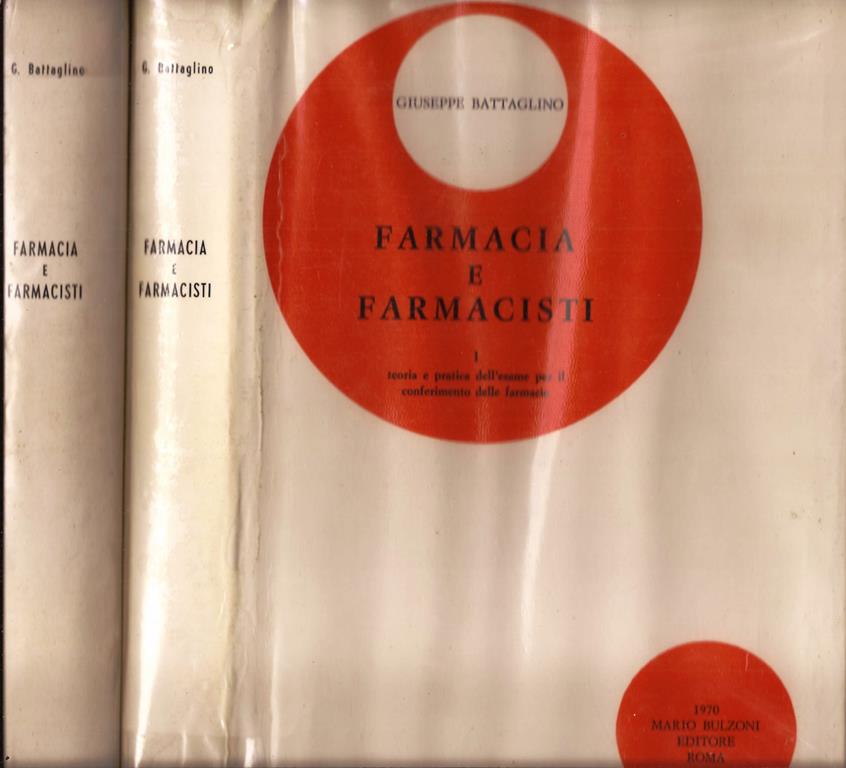 G. Battaglino
FARMACIA
E
FARMACISTI
G. Battaglino
FARMACIA
E
FARMACISTI
GIUSEPPE BATTAGLINO
FARMACIA
E
FARMACISTI
I
teoria e pratica dell'esame per il
conferimento delle farmacie
1970
MARIO BULZONI
EDITORE
ROMA